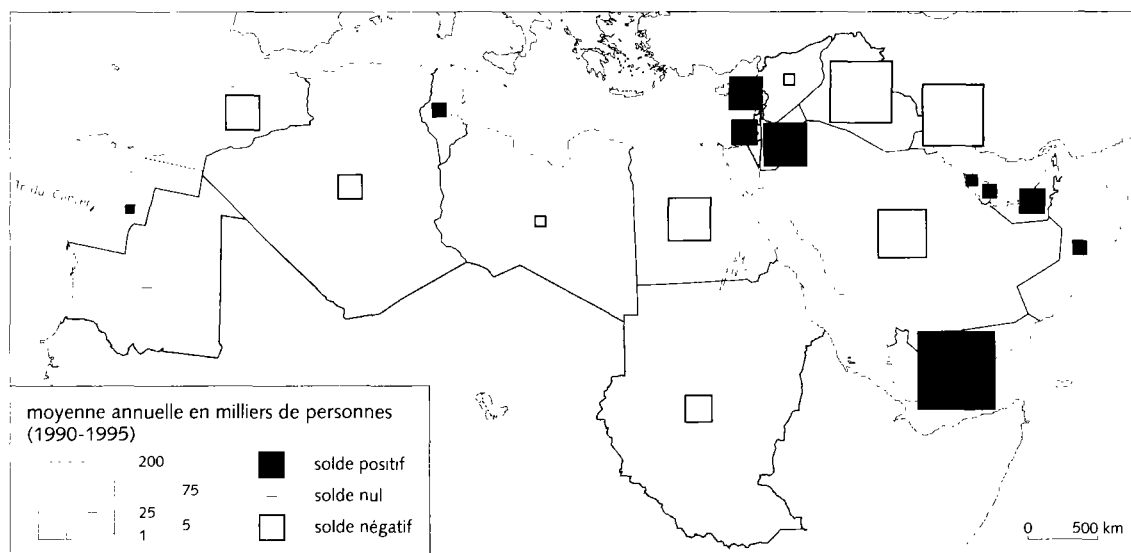 moyenne annuelle en milliers de personnes
(1990-1995)
200
75
25
5
1
solde positif
solde nul
solde négatif
0 500 km